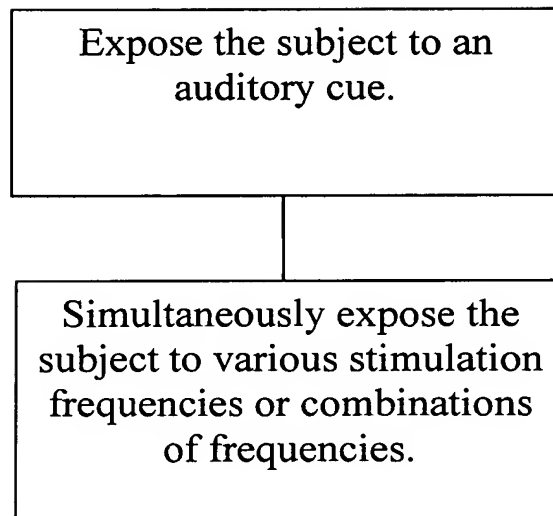 Expose the subject to an
auditory cue.
Simultaneously expose the
subject to various stimulation
frequencies or combinations
of frequencies.